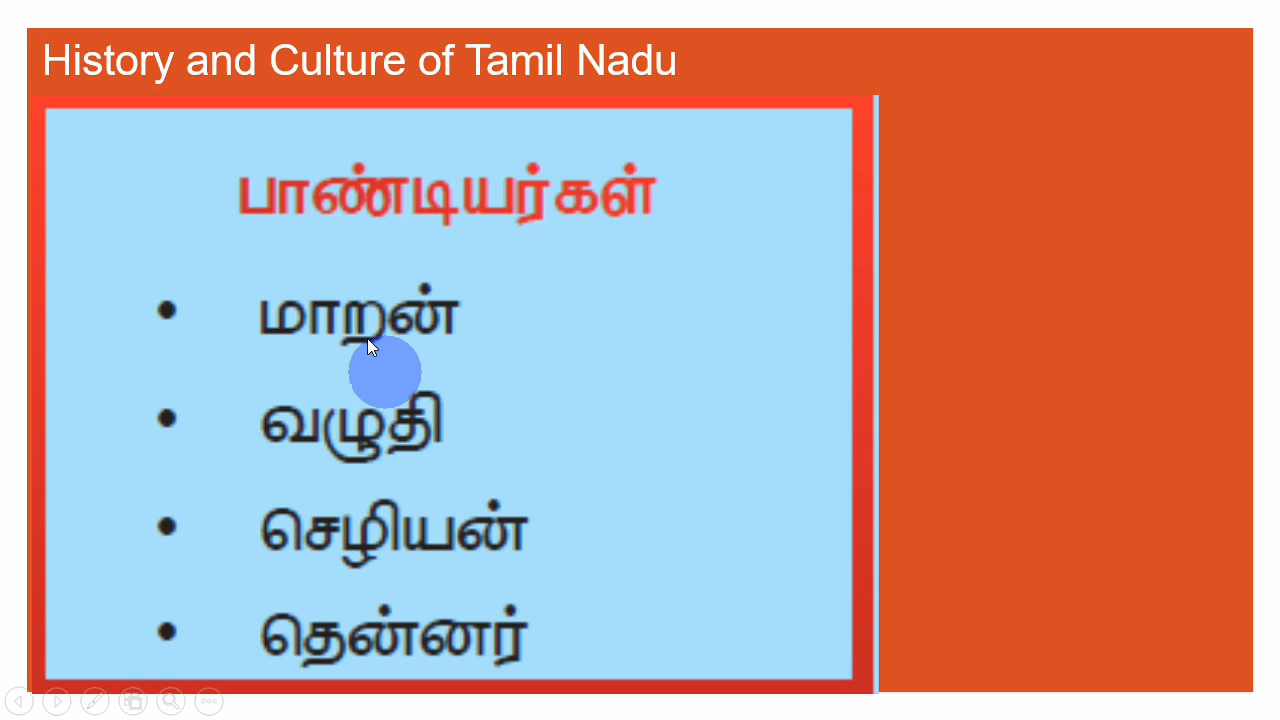 History and Culture of Tamil Nadu
பாண்டியர்கள்
• மாறன்
• வழுதி
• செழியன்
• தென்னர்